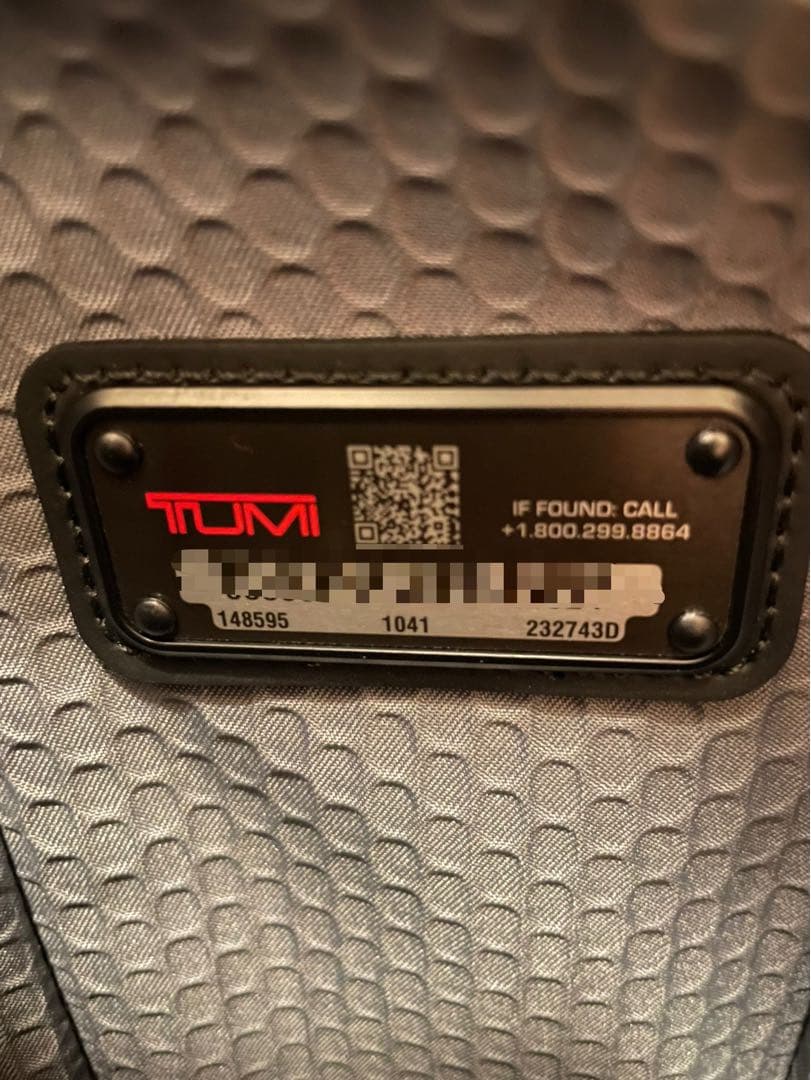 TUMI
IF FOUND: CALL
+1.800.299.8864
148595 1041 232743D